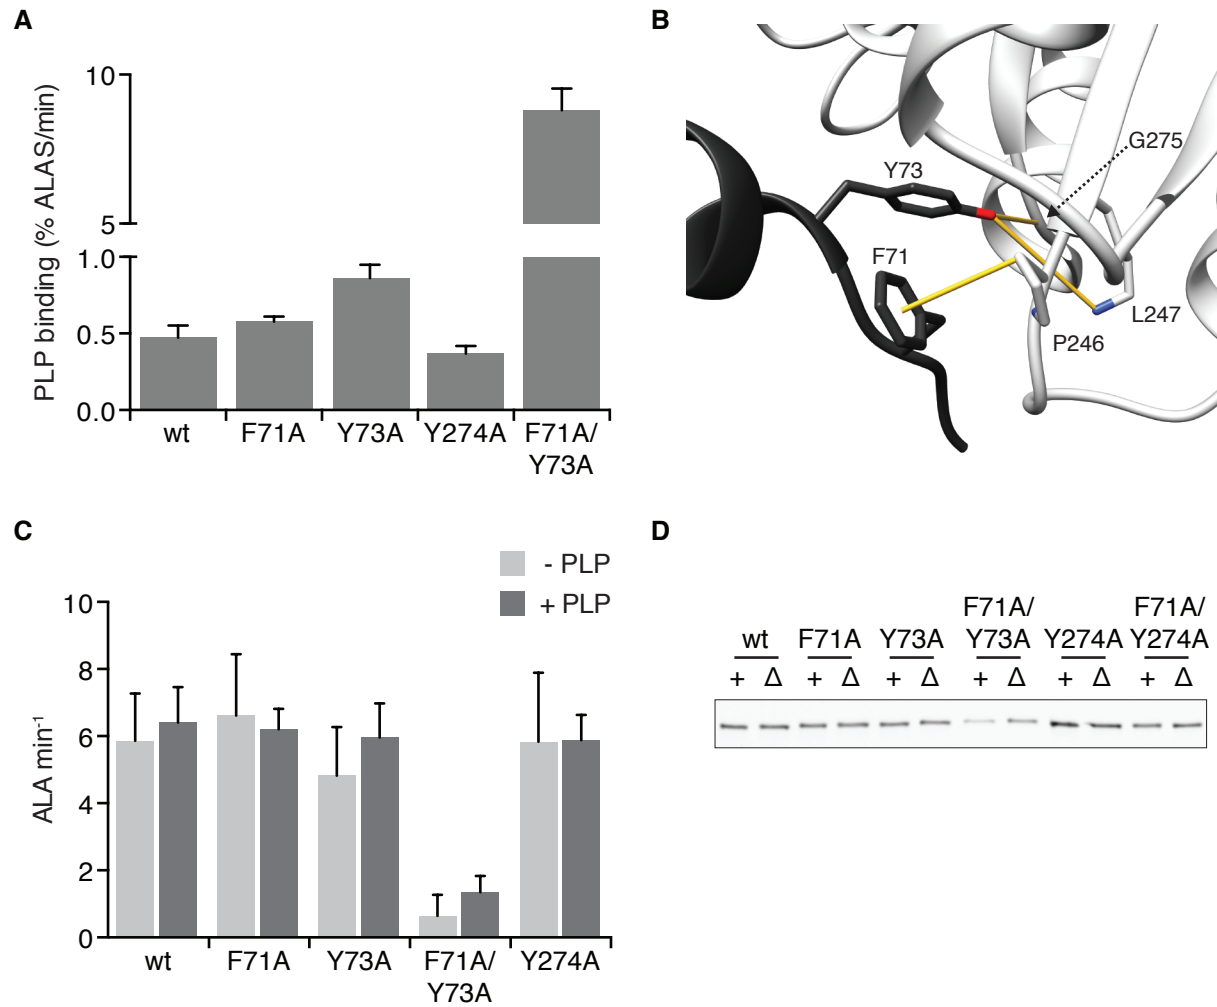 A
PLP binding (% ALAS/min)
10
5
1.0
0.5
0.0
wt F71A Y73A Y274A F71A/
Y73A
B
Y73
G275
F71
L247
P246
C
- PLP
+ PLP
ALA min-1
10
8
6
4
2
0
wt F71A Y73A F71A/ Y274A
Y73A
D
F71A/ F71A/
wt F71A Y73A Y73A Y274A Y274A
+ Δ + Δ + Δ + Δ + Δ + Δ